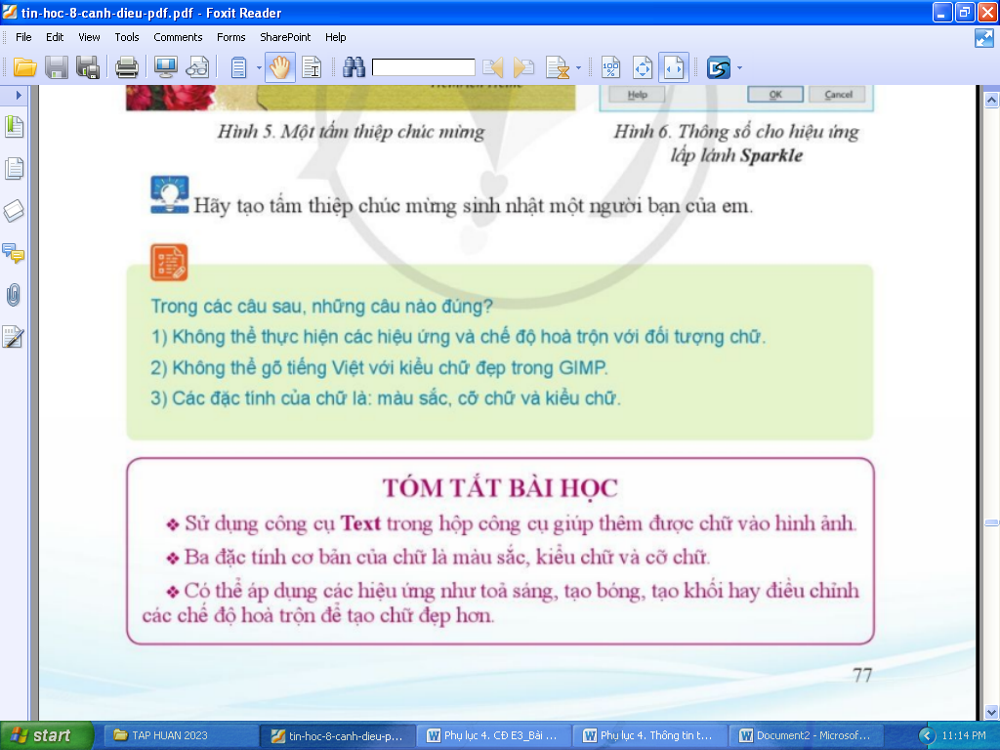 tin-hoc-8-canh-dieu-pdf.pdf - Foxit Reader
File Edit View Tools Comments Forms SharePoint Help
Heinrich Heine
Help OK Cancel
Hình 5. Một tấm thiệp chúc mừng
Hình 6. Thông số cho hiệu ứng
lấp lánh Sparkle
Hãy tạo tấm thiệp chúc mừng sinh nhật một người bạn của em.
Trong các câu sau, những câu nào đúng?
1) Không thể thực hiện các hiệu ứng và chế độ hoà trộn với đối tượng chữ.
2) Không thể gõ tiếng Việt với kiểu chữ đẹp trong GIMP.
3) Các đặc tính của chữ là: màu sắc, cỡ chữ và kiểu chữ.
TÓM TẮT BÀI HỌC
❖ Sử dụng công cụ Text trong hộp công cụ giúp thêm được chữ vào hình ảnh.
❖ Ba đặc tính cơ bản của chữ là màu sắc, kiểu chữ và cỡ chữ.
❖ Có thể áp dụng các hiệu ứng như toả sáng, tạo bóng, tạo khối hay điều chỉnh
các chế độ hoà trộn để tạo chữ đẹp hơn.
77
start TAP HUAN 2023 tin-hoc-8-canh-dieu-p... Phụ lục 4. CĐ E3_Bài ... Phụ lục 4. Thông tin t... Document2 - Microsof... 11:14 PM